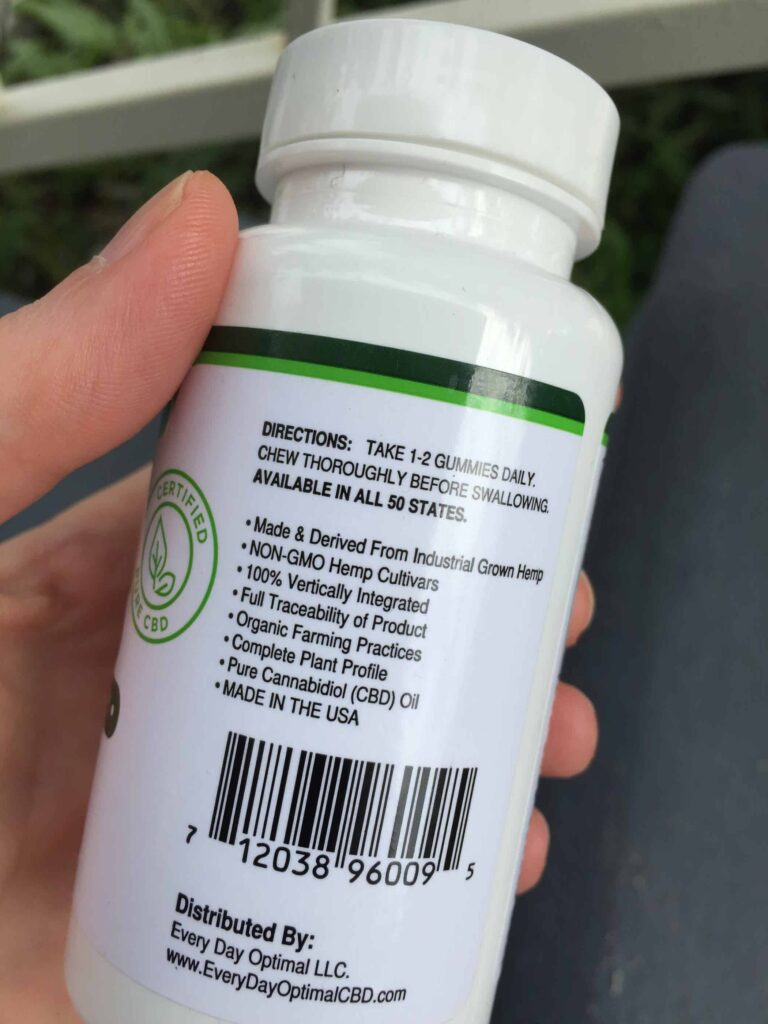 DIRECTIONS: TAKE 1-2 GUMMIES DAILY.
CHEW THOROUGHLY BEFORE SWALLOWING.
AVAILABLE IN ALL 50 STATES.
CERTIFIED
PURE CBD
• Made & Derived From Industrial Grown Hemp
• NON-GMO Hemp Cultivars
• 100% Vertically Integrated
• Full Traceability of Product
• Organic Farming Practices
• Complete Plant Profile
• Pure Cannabidiol (CBD) Oil
• MADE IN THE USA
7 12038 96009 5
Distributed By:
Every Day Optimal LLC.
www.EveryDayOptimalCBD.com